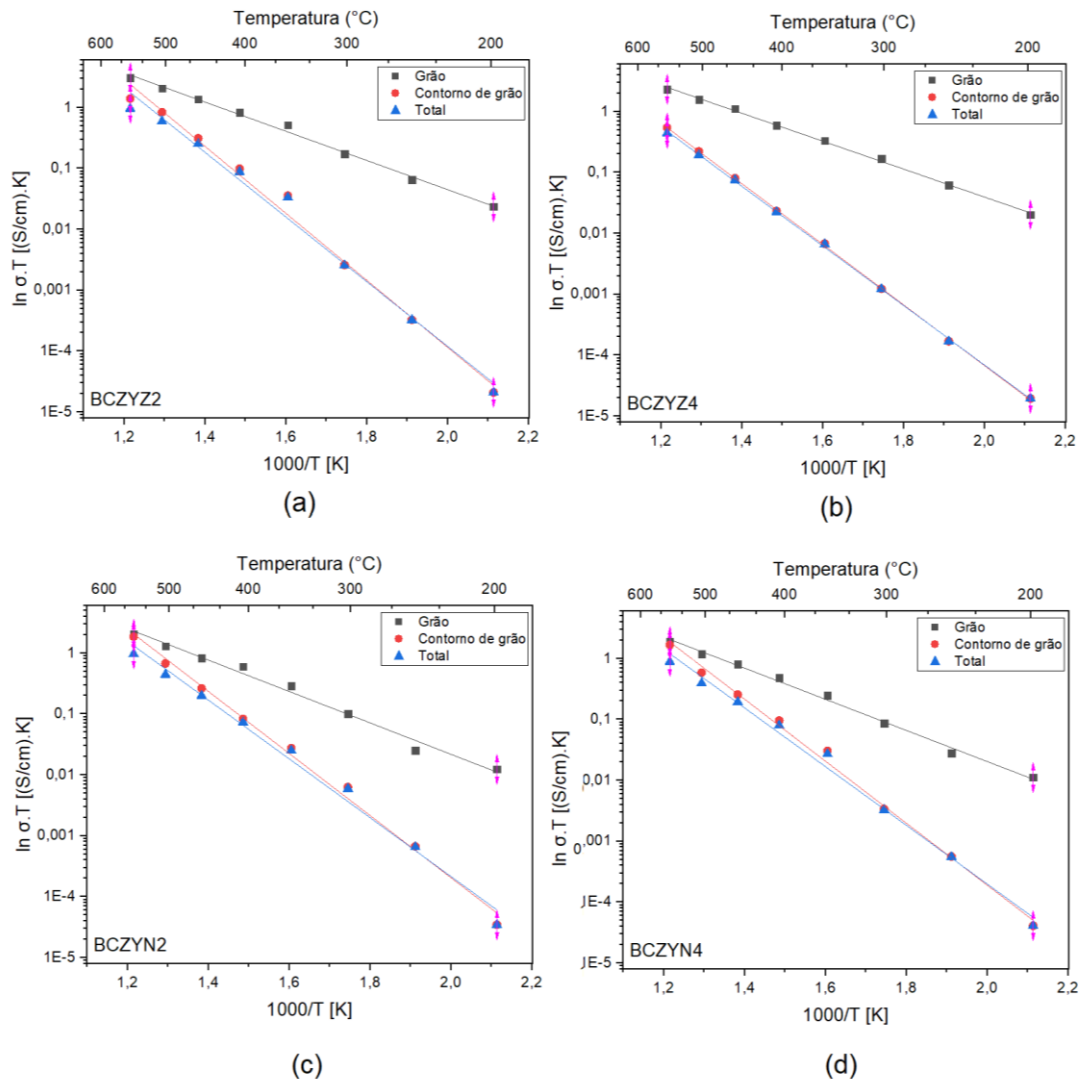 Temperatura (°C)
600 500 400 300 200
Grão
Contorno de grão
Total
1
0,1
0,01
0,001
1E-4
1E-5
ln σ.T [(S/cm).K]
BCZYZ2
1,2 1,4 1,6 1,8 2,0 2,2
1000/T [K]
(a)
Temperatura (°C)
600 500 400 300 200
Grão
Contorno de grão
Total
1
0,1
0,01
0,001
1E-4
1E-5
ln σ.T [(S/cm).K]
BCZYZ4
1,2 1,4 1,6 1,8 2,0 2,2
1000/T [K]
(b)
Temperatura (°C)
600 500 400 300 200
Grão
Contorno de grão
Total
1
0,1
0,01
0,001
1E-4
1E-5
ln σ.T [(S/cm).K]
BCZYN2
1,2 1,4 1,6 1,8 2,0 2,2
1000/T [K]
(c)
Temperatura (°C)
600 500 400 300 200
Grão
Contorno de grão
Total
1
0,1
0,01
0,001
E-4
E-5
ln σ.T [(S/cm).K]
BCZYN4
1,2 1,4 1,6 1,8 2,0 2,2
1000/T [K]
(d)